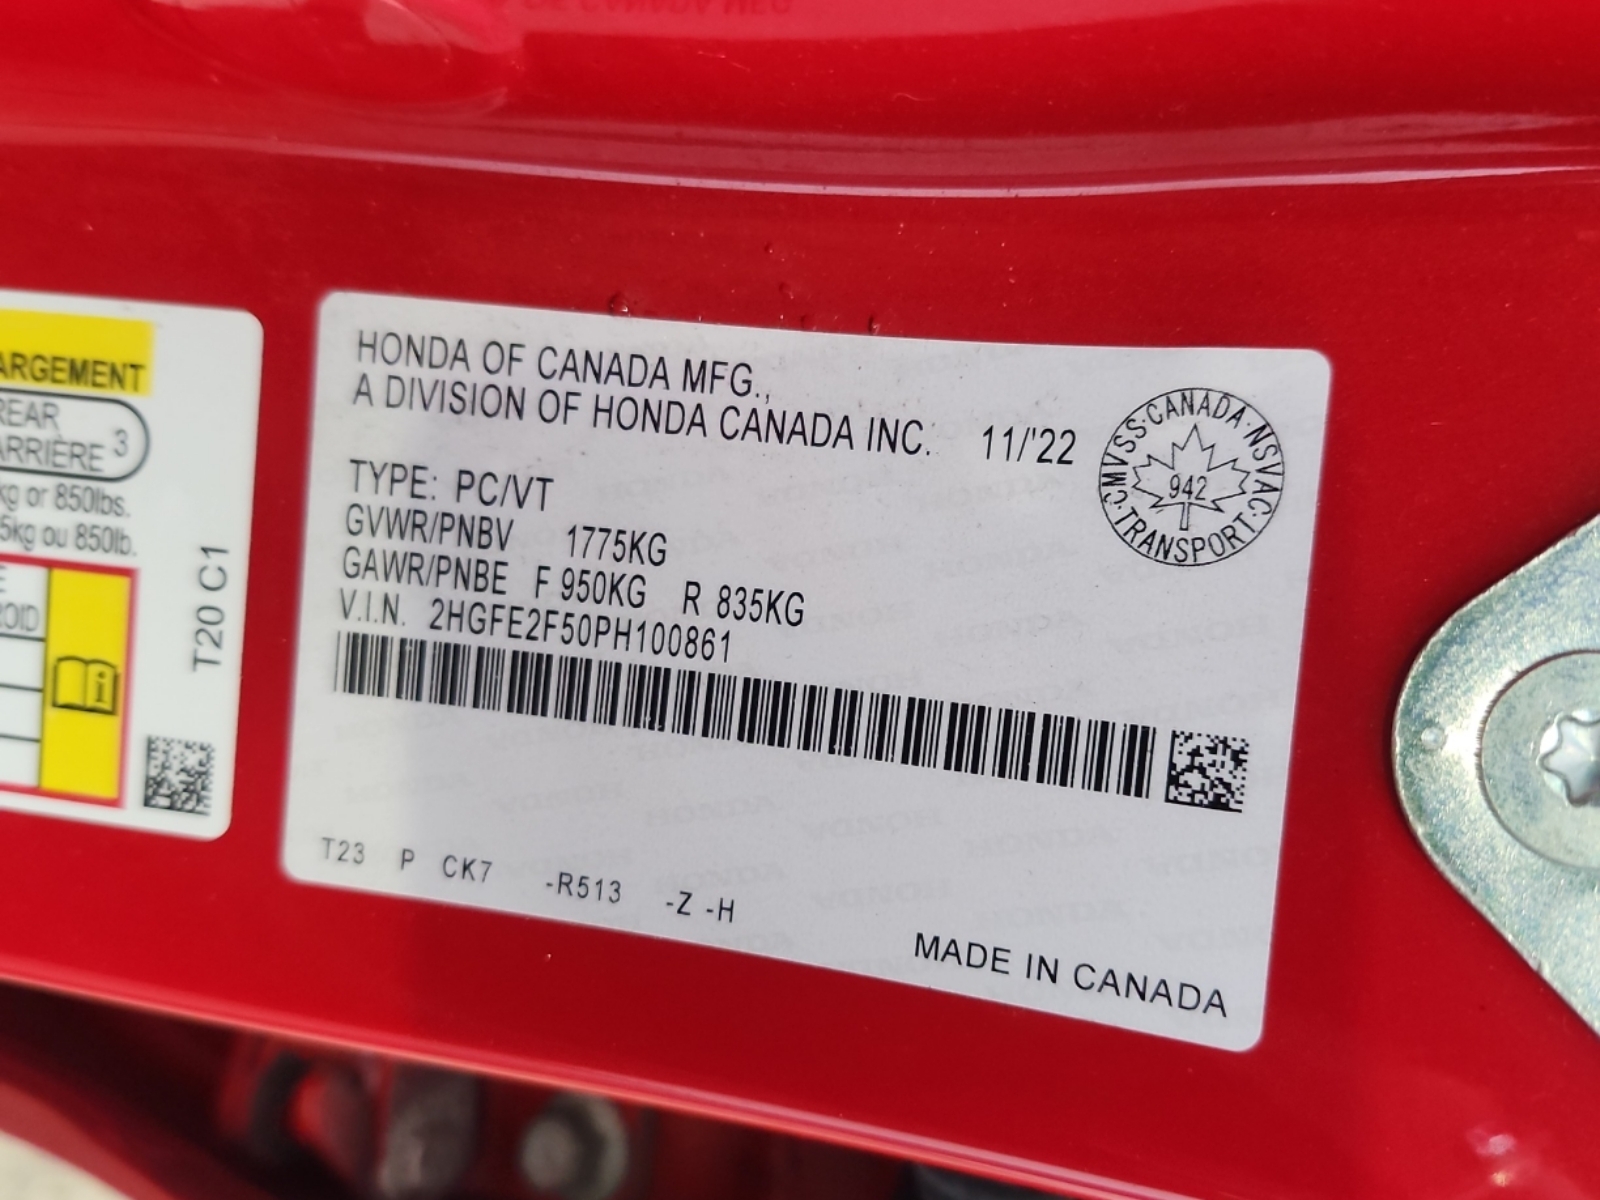 ARGEMENT
REAR
ARRIÈRE 3
kg or 850lbs.
5kg ou 850lb.
E
ROID
T20 C1
HONDA OF CANADA MFG.,
A DIVISION OF HONDA CANADA INC. 11/'22
CMVSS·CANADA·NSVAC·TRANSPORT·
942
TYPE: PC/VT
GVWR/PNBV 1775KG
GAWR/PNBE F 950KG R 835KG
V.I.N. 2HGFE2F50PH100861
T23 P CK7 -R513 -Z -H
MADE IN CANADA